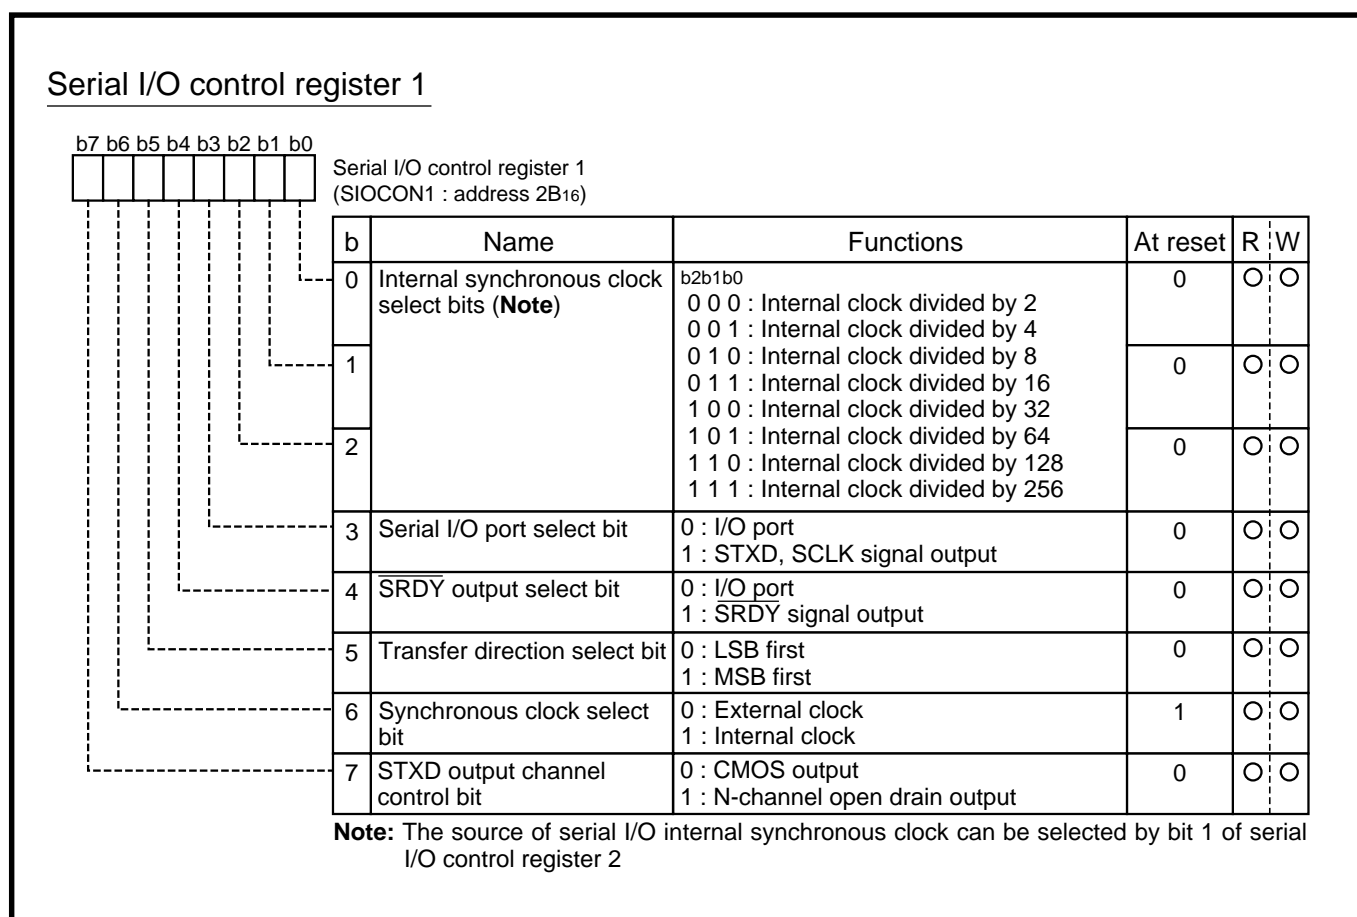 Serial I/O control register 1
b7 b6 b5 b4 b3 b2 b1 b0
Serial I/O control register 1
(SIOCON1 : address 2B16)
b Name Functions At reset R W
0 Internal synchronous clock select bits (Note)
b2b1b0
0 0 0 : Internal clock divided by 2
0 0 1 : Internal clock divided by 4
0 1 0 : Internal clock divided by 8
0 1 1 : Internal clock divided by 16
1 0 0 : Internal clock divided by 32
1 0 1 : Internal clock divided by 64
1 1 0 : Internal clock divided by 128
1 1 1 : Internal clock divided by 256
0 ○ ○
1 0 ○ ○
2 0 ○ ○
3 Serial I/O port select bit 0 : I/O port 0 ○ ○
1 : STXD, SCLK signal output
4 S̅R̅D̅Y̅ output select bit 0 : I/O port 0 ○ ○
1 : S̅R̅D̅Y̅ signal output
5 Transfer direction select bit 0 : LSB first 0 ○ ○
1 : MSB first
6 Synchronous clock select 0 : External clock 1 ○ ○
bit 1 : Internal clock
7 STXD output channel 0 : CMOS output 0 ○ ○
control bit 1 : N-channel open drain output
Note: The source of serial I/O internal synchronous clock can be selected by bit 1 of serial
I/O control register 2